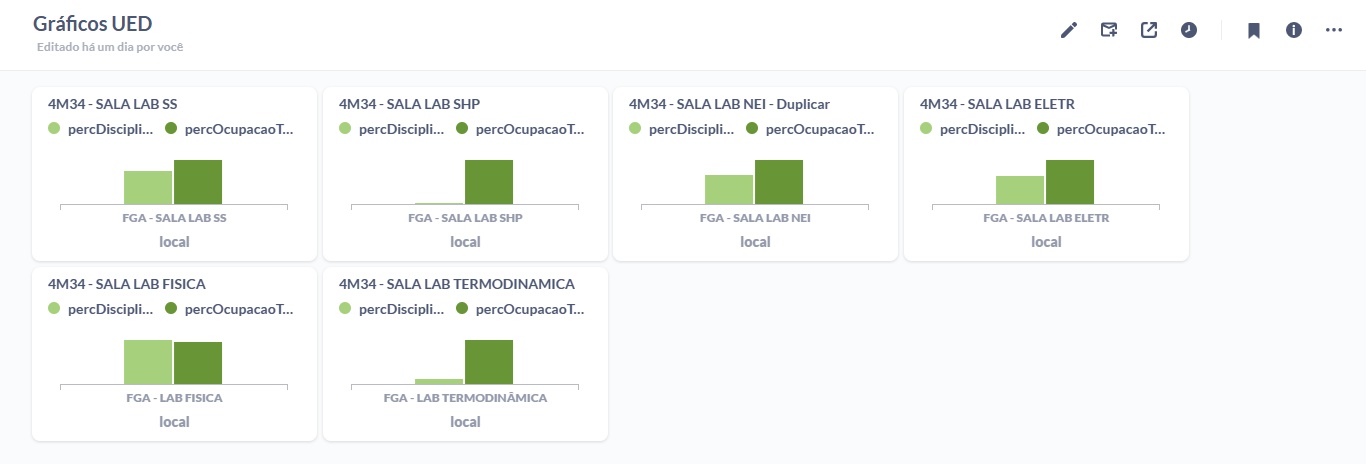 Gráficos UED
Editado há um dia por você
4M34 - SALA LAB SS
percDiscipli... percOcupacaoT...
FGA - SALA LAB SS
local
4M34 - SALA LAB SHP
percDiscipli... percOcupacaoT...
FGA - SALA LAB SHP
local
4M34 - SALA LAB NEI - Duplicar
percDiscipli... percOcupacaoT...
FGA - SALA LAB NEI
local
4M34 - SALA LAB ELETR
percDiscipli... percOcupacaoT...
FGA - SALA LAB ELETR
local
4M34 - SALA LAB FISICA
percDiscipli... percOcupacaoT...
FGA - LAB FISICA
local
4M34 - SALA LAB TERMODINAMICA
percDiscipli... percOcupacaoT...
FGA - LAB TERMODINÂMICA
local